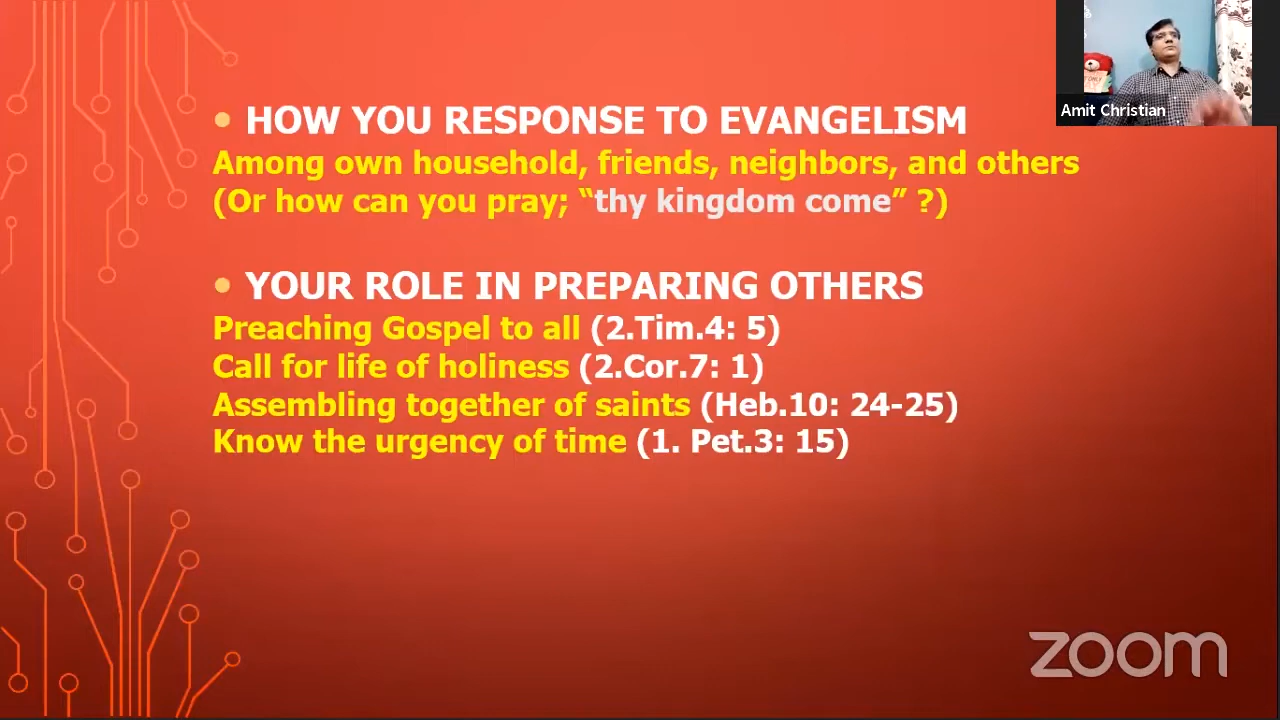 • HOW YOU RESPONSE TO EVANGELISM
Among own household, friends, neighbors, and others
(Or how can you pray; “thy kingdom come” ?)
• YOUR ROLE IN PREPARING OTHERS
Preaching Gospel to all (2.Tim.4: 5)
Call for life of holiness (2.Cor.7: 1)
Assembling together of saints (Heb.10: 24-25)
Know the urgency of time (1. Pet.3: 15)
Amit Christian
zoom